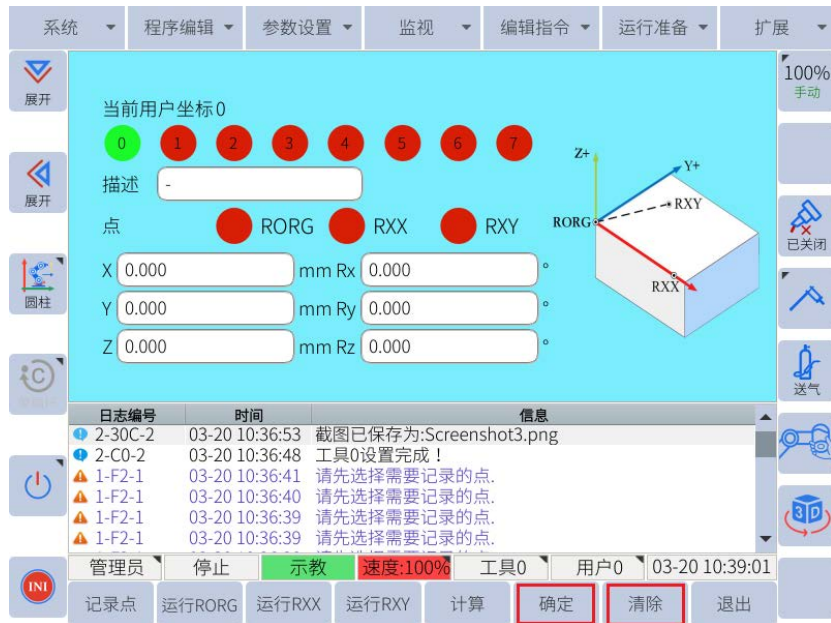 系统 程序编辑 参数设置 监视 编辑指令 运行准备 扩展
展开
100%
手动
当前用户坐标0
0 1 2 3 4 5 6 7
展开
描述 -
点 RORG RXX RXY
Z+
Y+
RXY
RORG
RXX
已关闭
圆柱
X 0.000 mm Rx 0.000 °
Y 0.000 mm Ry 0.000 °
Z 0.000 mm Rz 0.000 °
C
送气
日志编号 时间 信息
2-30C-2 03-20 10:36:53 截图已保存为:Screenshot3.png
2-C0-2 03-20 10:36:48 工具0设置完成！
1-F2-1 03-20 10:36:41 请先选择需要记录的点.
1-F2-1 03-20 10:36:40 请先选择需要记录的点.
1-F2-1 03-20 10:36:39 请先选择需要记录的点.
1-F2-1 03-20 10:36:39 请先选择需要记录的点.
3D
管理员 停止 示教 速度:100% 工具0 用户0 03-20 10:39:01
INI
记录点 运行RORG 运行RXX 运行RXY 计算 确定 清除 退出